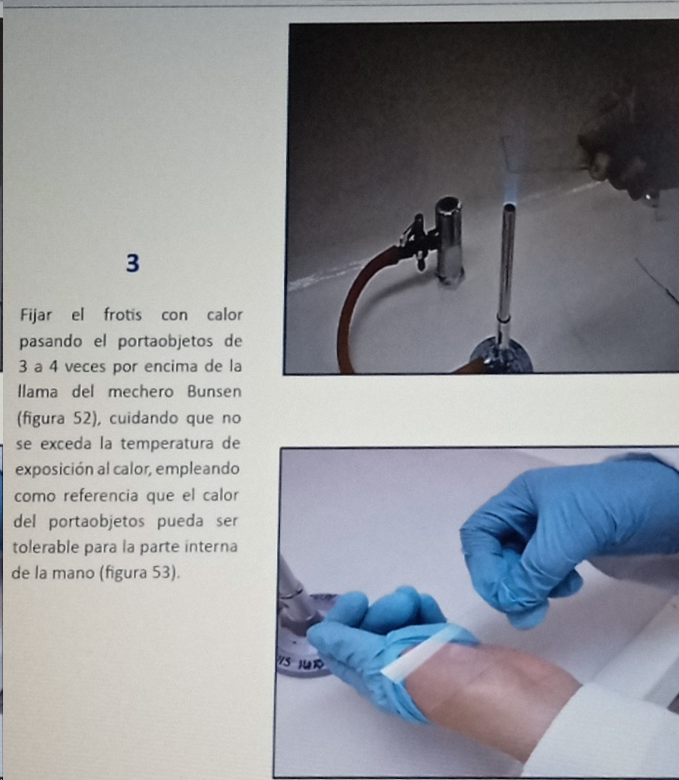 3
Fijar el frotis con calor
pasando el portaobjetos de
3 a 4 veces por encima de la
llama del mechero Bunsen
(figura 52), cuidando que no
se exceda la temperatura de
exposición al calor, empleando
como referencia que el calor
del portaobjetos pueda ser
tolerable para la parte interna
de la mano (figura 53).